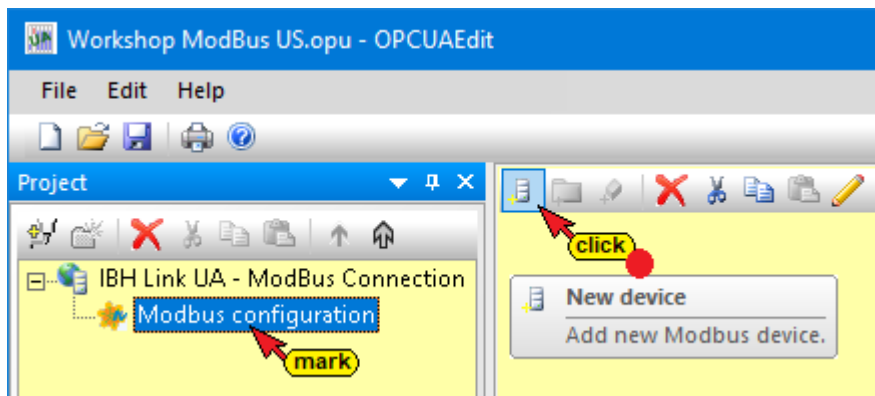 Workshop ModBus US.opu - OPCUAEdit
File Edit Help
Project
click
IBH Link UA - ModBus Connection
Modbus configuration
mark
New device
Add new Modbus device.